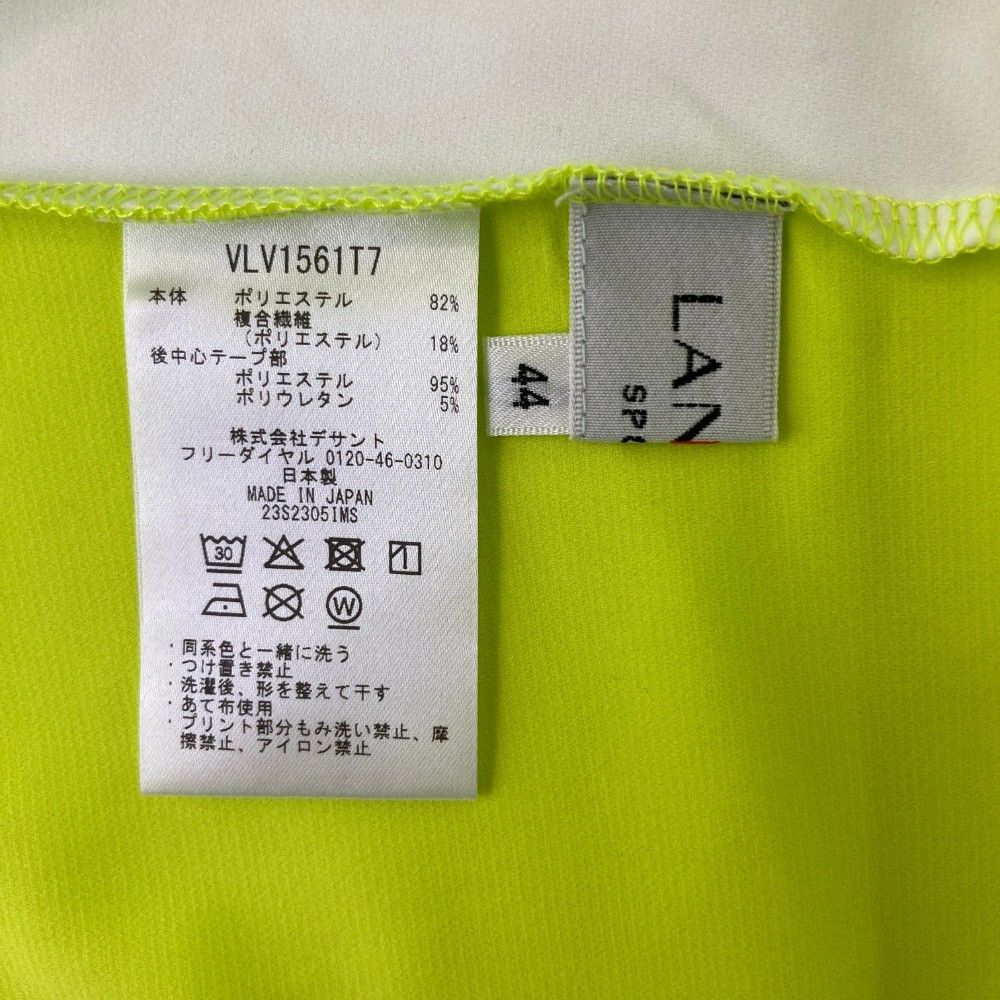 VLV1561T7
本体 ポリエステル 82%
複合繊維
(ポリエステル) 18%
後中心テープ部
ポリエステル 95%
ポリウレタン 5%
株式会社デサント
フリーダイヤル 0120-46-0310
日本製
MADE IN JAPAN
23S2305IMS
30
1
W
・同系色と一緒に洗う
・つけ置き禁止
・洗濯後、形を整えて干す
・あて布使用
・プリント部分もみ洗い禁止、摩
擦禁止、アイロン禁止
44
LAN
SPO